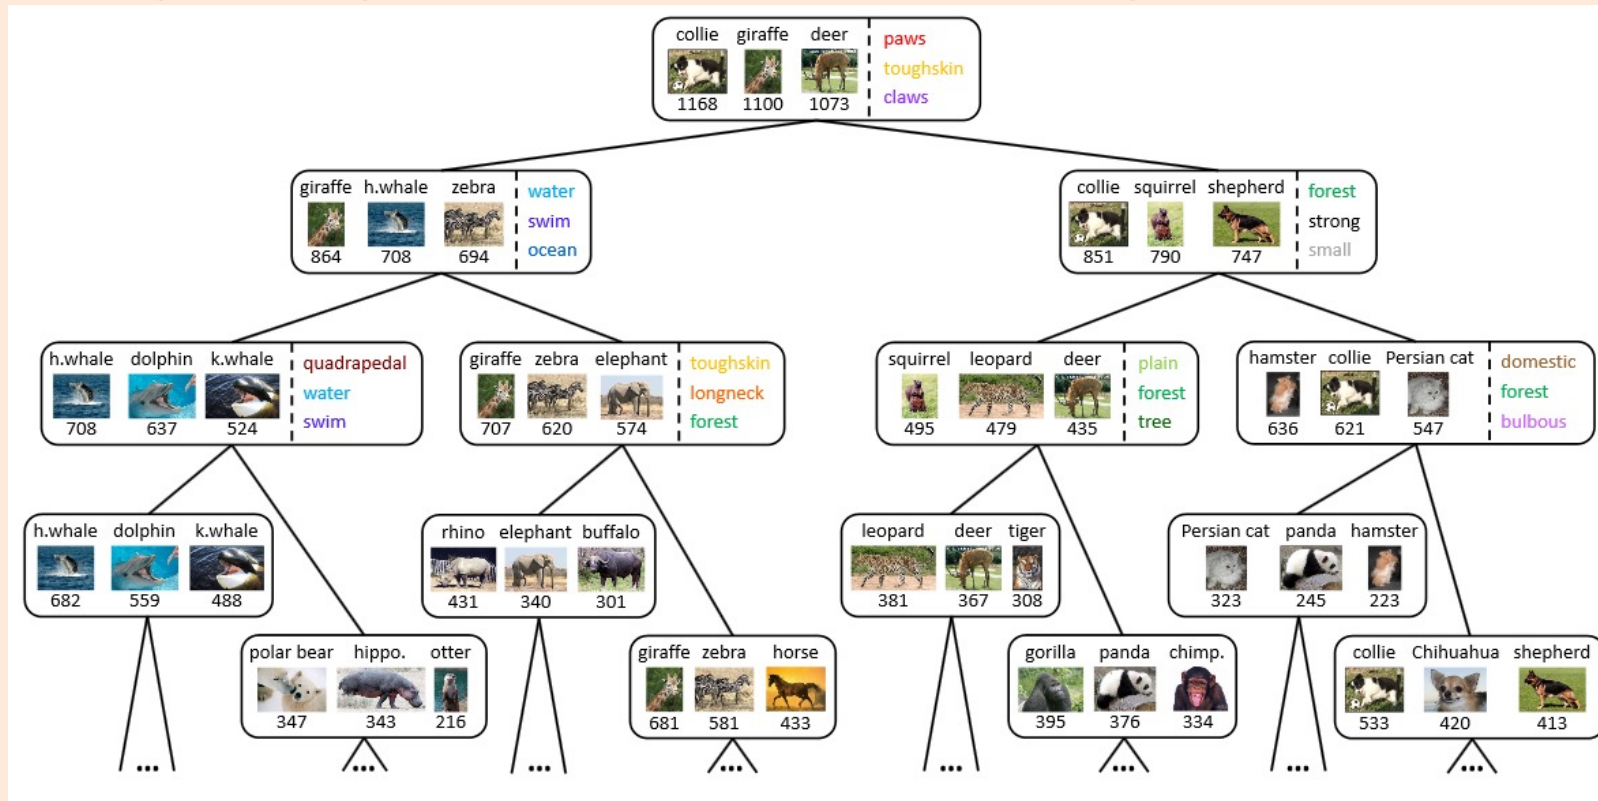 collie giraffe deer
paws
toughskin
claws
1168 1100 1073
giraffe h.whale zebra
water
swim
ocean
864 708 694
collie squirrel shepherd
forest
strong
small
851 790 747
h.whale dolphin k.whale
quadrapedal
water
swim
708 637 524
giraffe zebra elephant
toughskin
longneck
forest
707 620 574
squirrel leopard deer
plain
forest
tree
495 479 435
hamster collie Persian cat
domestic
forest
bulbous
636 621 547
h.whale dolphin k.whale
682 559 488
rhino elephant buffalo
431 340 301
leopard deer tiger
381 367 308
Persian cat panda hamster
323 245 223
polar bear hippo. otter
347 343 216
giraffe zebra horse
681 581 433
gorilla panda chimp.
395 376 334
collie Chihuahua shepherd
533 420 413
... ... ... ... ... ... ... ...